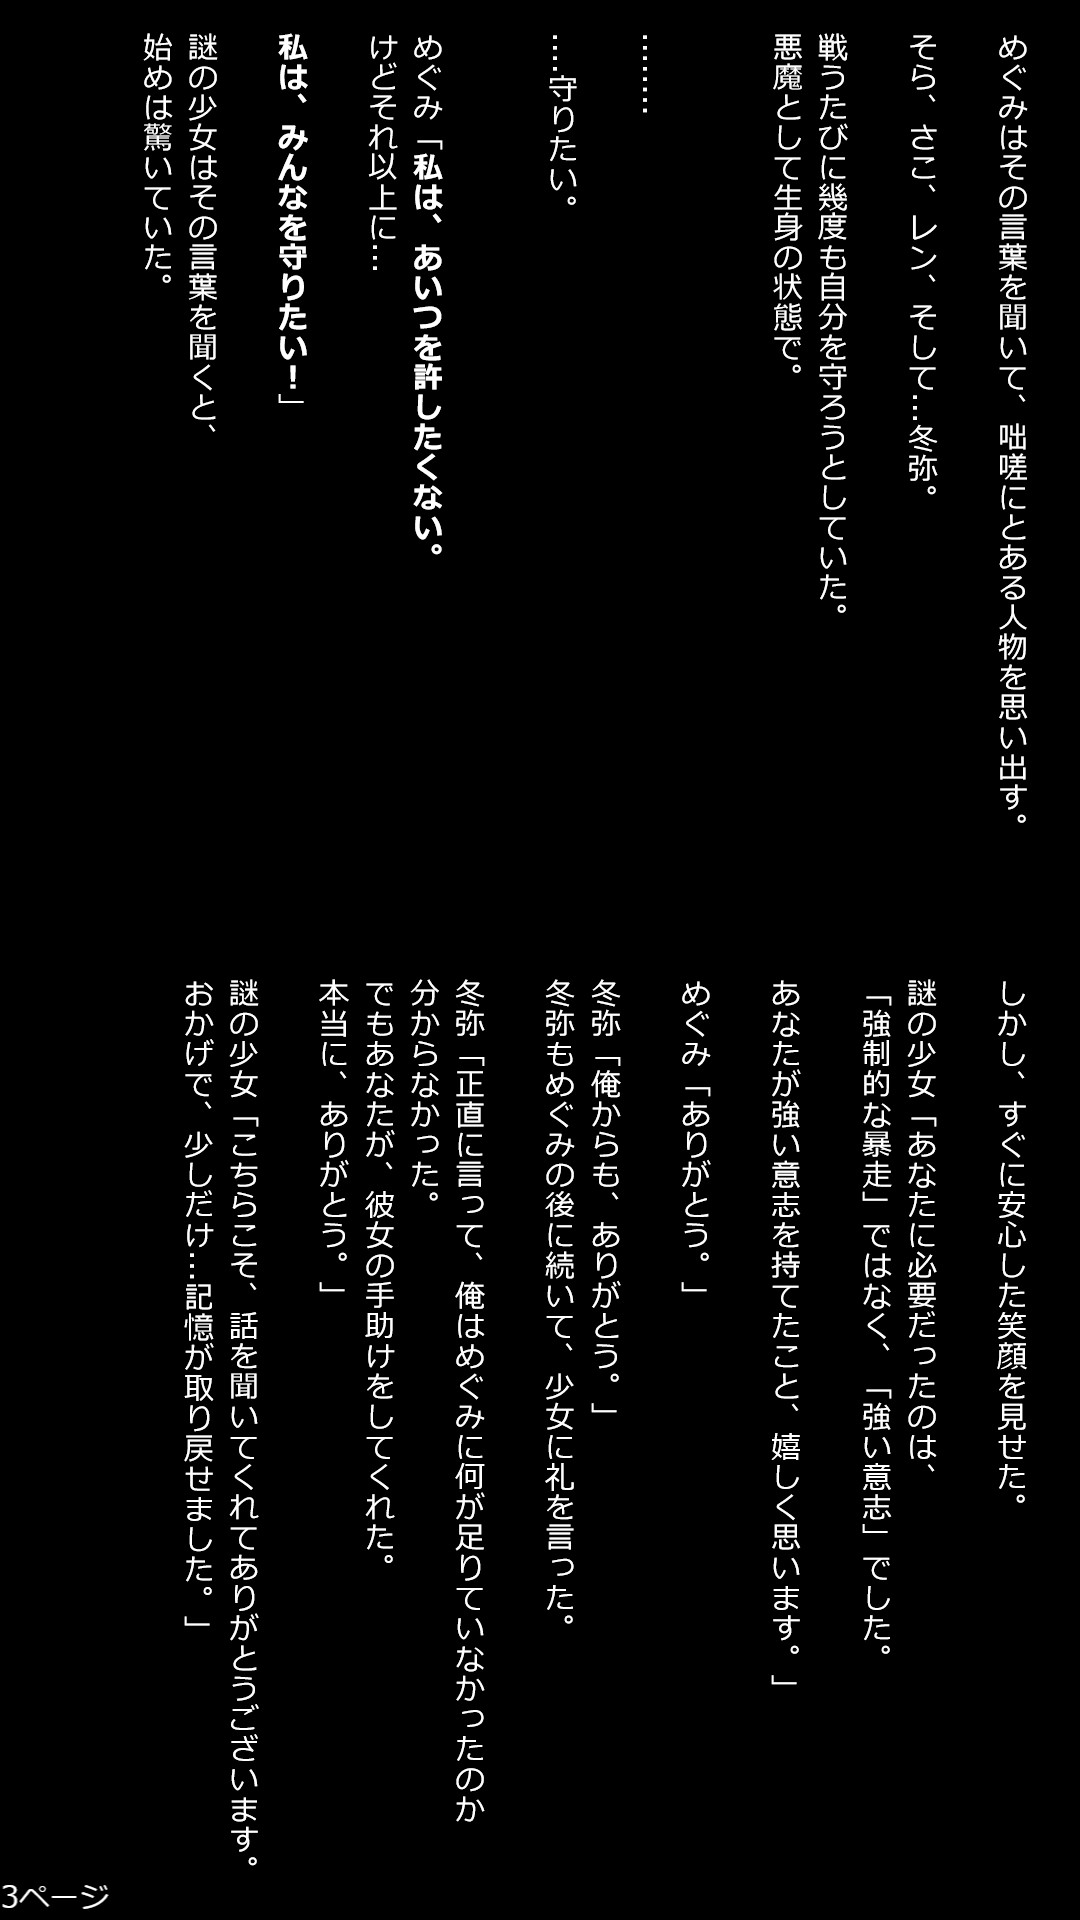 めぐみはその言葉を聞いて、咄嗟にとある人物を思い出す。
そら、さこ、レン、そして…冬弥。
戦うたびに幾度も自分を守ろうとしていた。
悪魔として生身の状態で。
………
…守りたい。
めぐみ「私は、あいつを許したくない。
けどそれ以上に…
私は、みんなを守りたい！」
謎の少女はその言葉を聞くと、
始めは驚いていた。
しかし、すぐに安心した笑顔を見せた。
謎の少女「あなたに必要だったのは、
「強制的な暴走」ではなく、「強い意志」でした。
あなたが強い意志を持てたこと、嬉しく思います。」
めぐみ「ありがとう。」
冬弥「俺からも、ありがとう。」
冬弥もめぐみの後に続いて、少女に礼を言った。
冬弥「正直に言って、俺はめぐみに何が足りていなかったのか
分からなかった。
でもあなたが、彼女の手助けをしてくれた。
本当に、ありがとう。」
謎の少女「こちらこそ、話を聞いてくれてありがとうございます。
おかげで、少しだけ…記憶が取り戻せました。」
3ページ